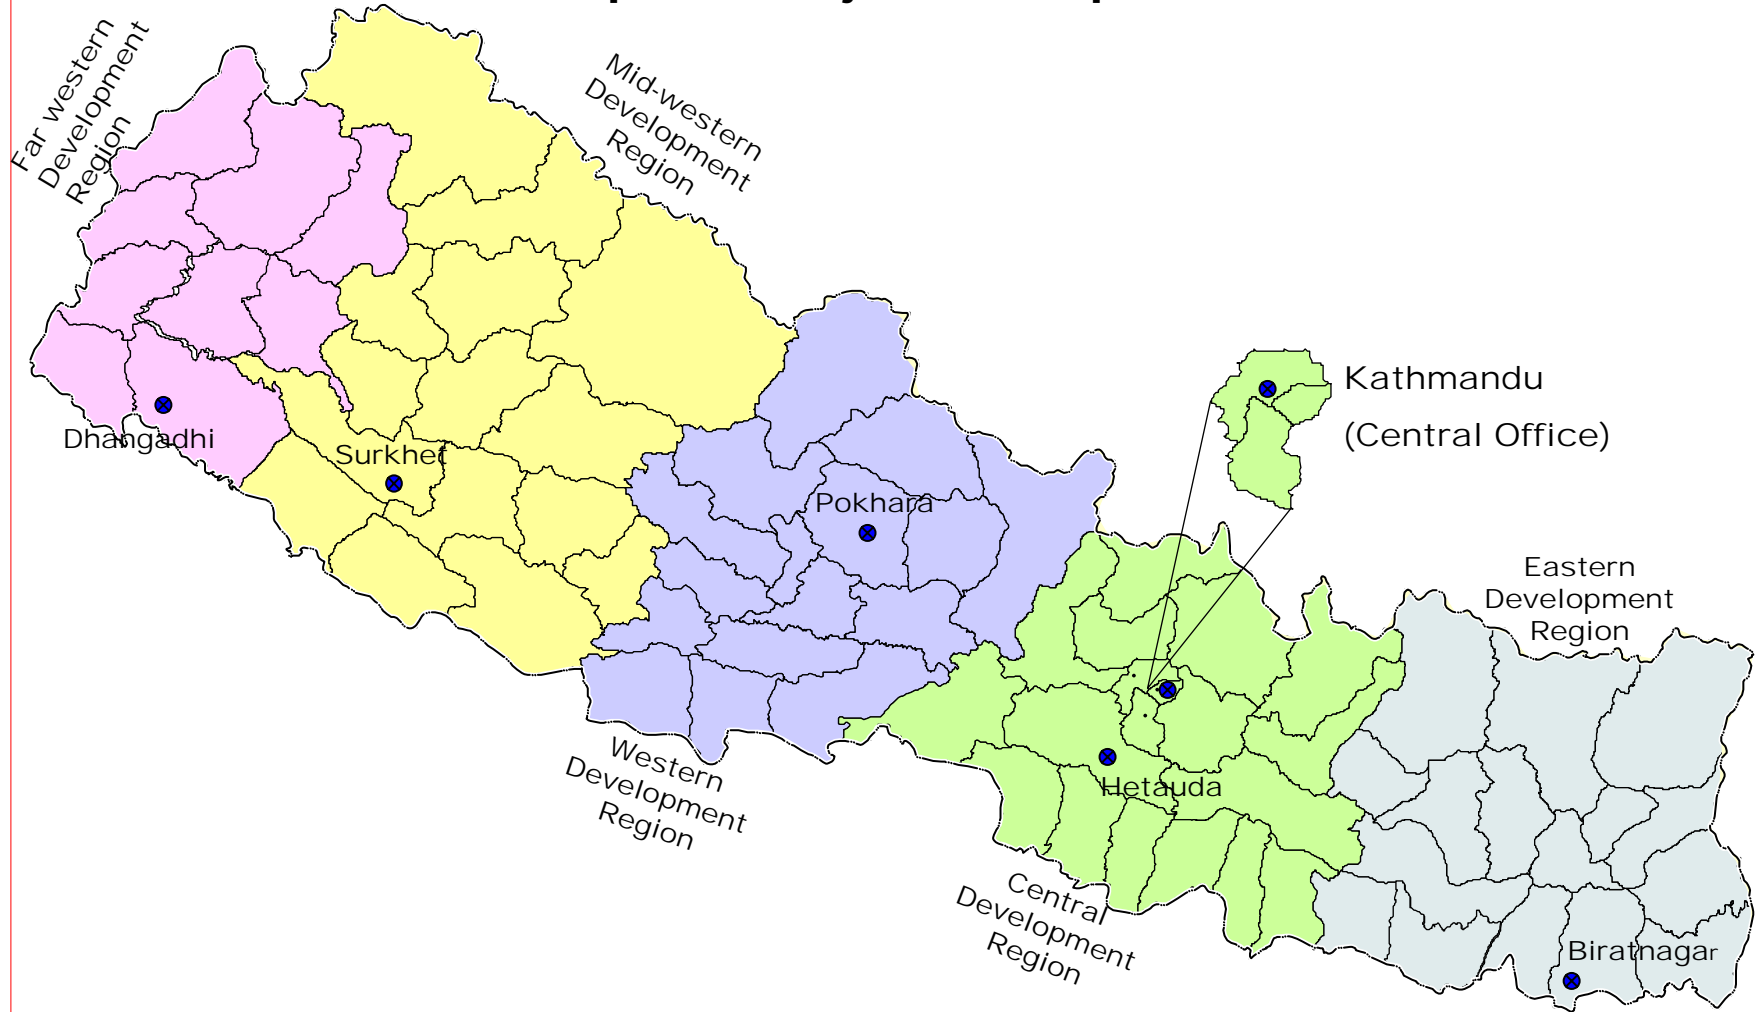 Far western
Development
Region
Mid-western
Development
Region
Kathmandu
(Central Office)
Dhangadhi
Surkhet
Pokhara
Eastern
Development
Region
Western
Development
Region
Hetauda
Central
Development
Region
Biratnagar